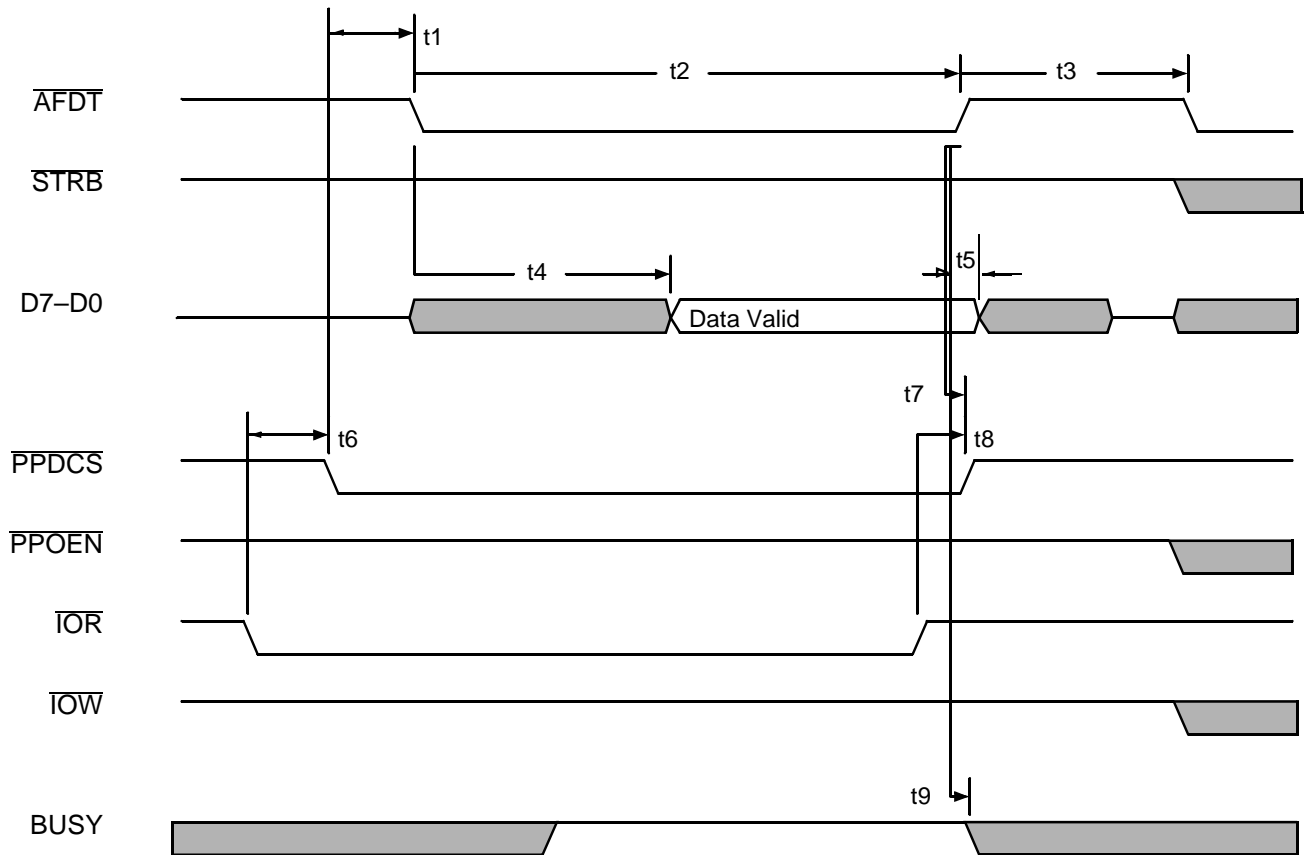 t1
t2
t3
AFDT
STRB
t4
t5
D7–D0
Data Valid
t7
t6
t8
PPDCS
PPOEN
IOR
IOW
t9
BUSY